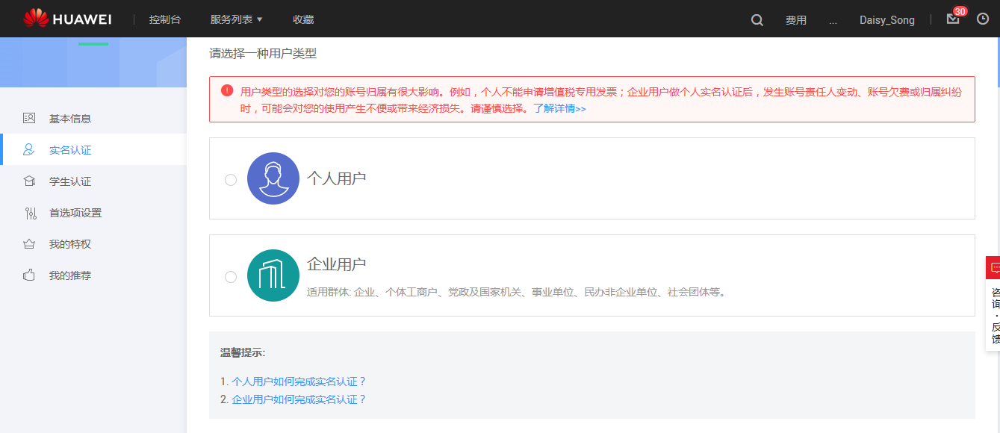 HUAWEI 控制台 服务列表 收藏 费用 ... Daisy_Song 30
请选择一种用户类型
用户类型的选择对您的账号归属有很大影响。例如，个人不能申请增值税专用发票；企业用户做个人实名认证后，发生账号责任人变动、账号欠费或归属纠纷
时，可能会对您的使用产生不便或带来经济损失。请谨慎选择。了解详情>>
基本信息
实名认证
学生认证
首选项设置
我的特权
我的推荐
个人用户
企业用户
适用群体: 企业、个体工商户、党政及国家机关、事业单位、民办非企业单位、社会团体等。
温馨提示:
1. 个人用户如何完成实名认证？
2. 企业用户如何完成实名认证？
咨
询
·
反
馈